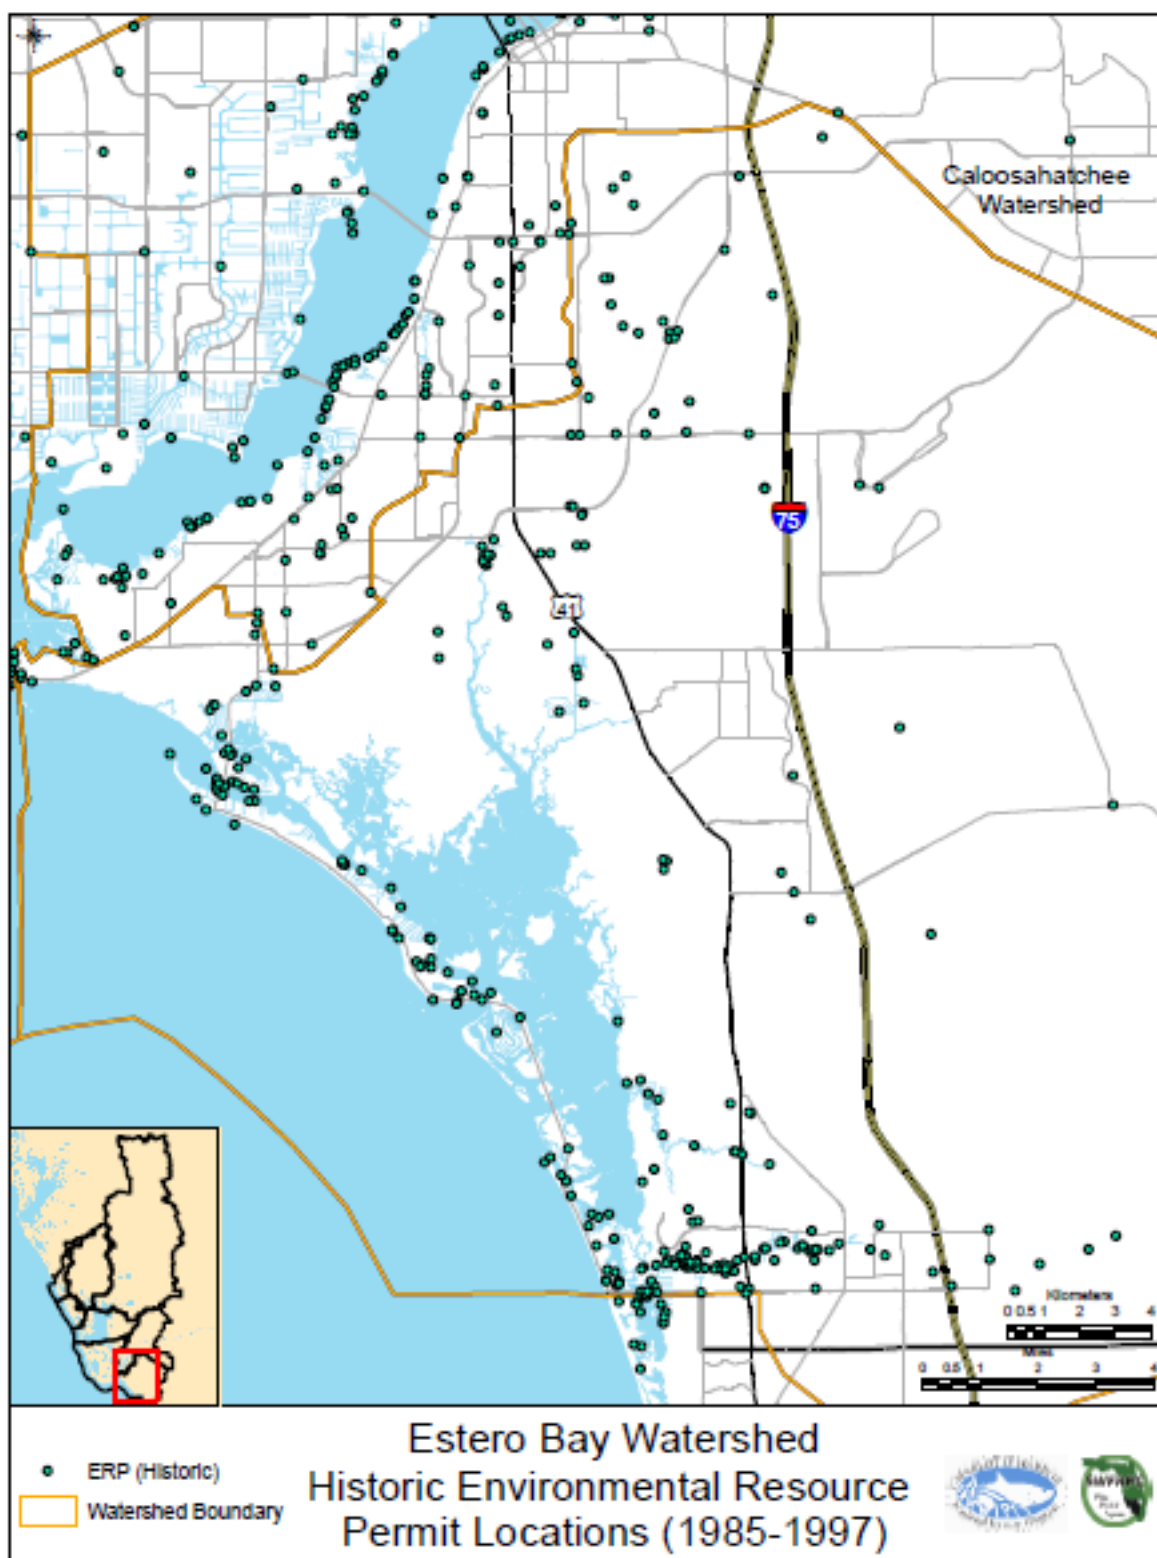 Caloosahatchee
Watershed
75
41
Kilometers
0 0.5 1 2 3 4
Miles
0 0.5 1 2 3 4
ERP (Historic)
Watershed Boundary
Estero Bay Watershed
Historic Environmental Resource
Permit Locations (1985-1997)